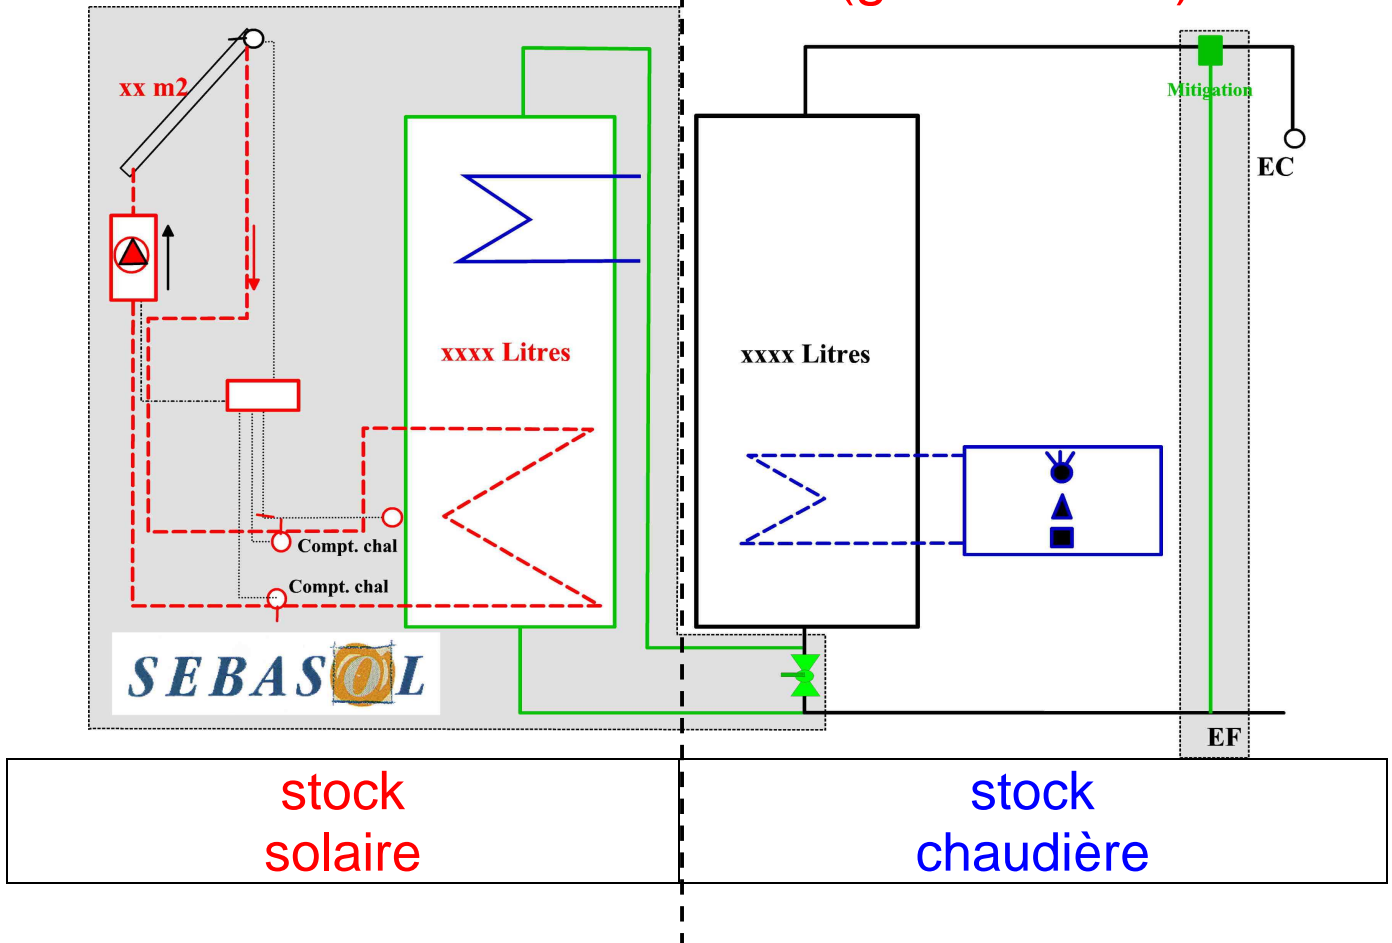 xx m2
Mitigation
EC
xxxx Litres
xxxx Litres
Compt. chal
Compt. chal
SEBASOL
EF
stock
solaire
stock
chaudière